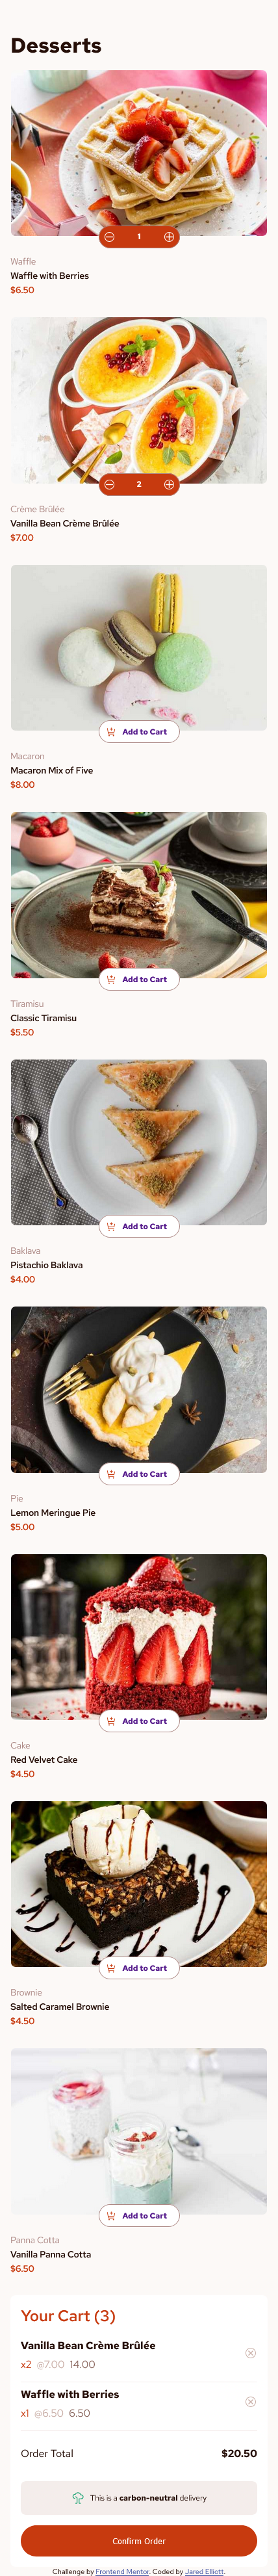 Desserts
1
Waffle
Waffle with Berries
$6.50
2
Crème Brûlée
Vanilla Bean Crème Brûlée
$7.00
Add to Cart
Macaron
Macaron Mix of Five
$8.00
Add to Cart
Tiramisu
Classic Tiramisu
$5.50
Add to Cart
Baklava
Pistachio Baklava
$4.00
Add to Cart
Pie
Lemon Meringue Pie
$5.00
Add to Cart
Cake
Red Velvet Cake
$4.50
Add to Cart
Brownie
Salted Caramel Brownie
$4.50
Add to Cart
Panna Cotta
Vanilla Panna Cotta
$6.50
Your Cart (3)
Vanilla Bean Crème Brûlée
x2 @7.00 14.00
Waffle with Berries
x1 @6.50 6.50
Order Total $20.50
This is a carbon-neutral delivery
Confirm Order
Challenge by Frontend Mentor. Coded by Jared Elliott.